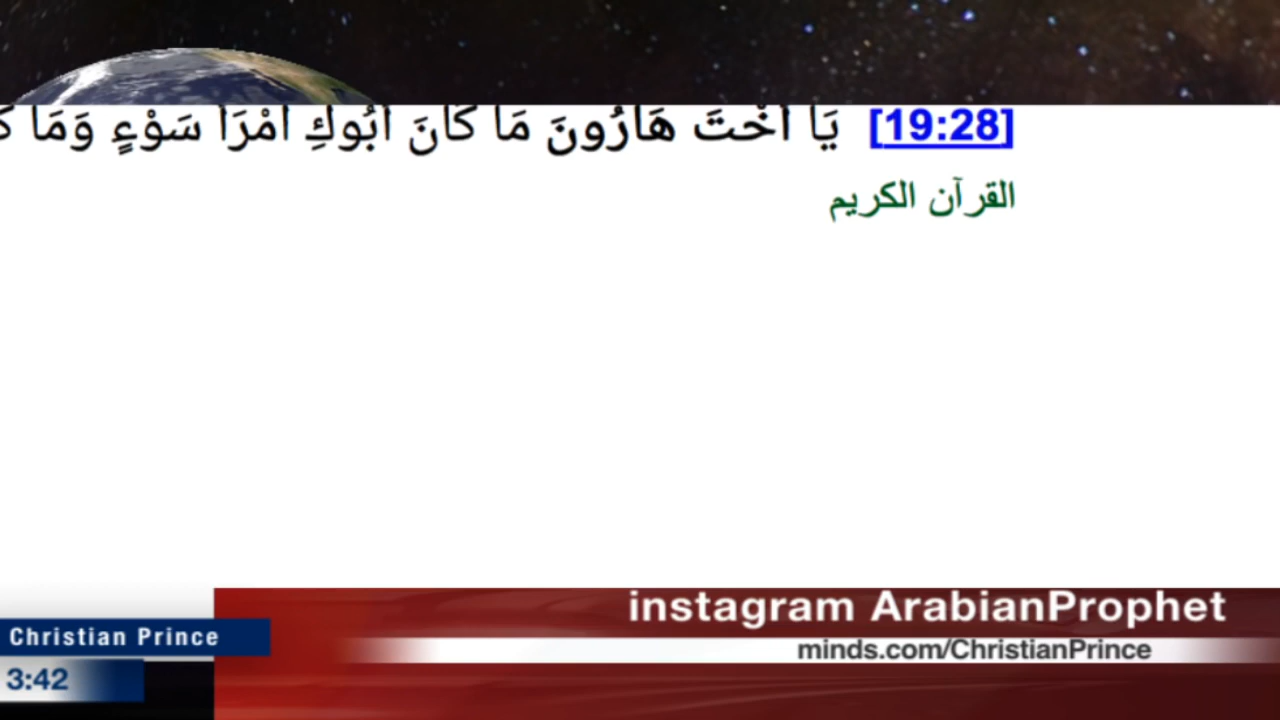 [19:28] يَا أُخْتَ هَارُونَ مَا كَانَ أَبُوكِ امْرَأَ سَوْءٍ وَمَا
القرآن الكريم
instagram ArabianProphet
Christian Prince
minds.com/ChristianPrince
3:42